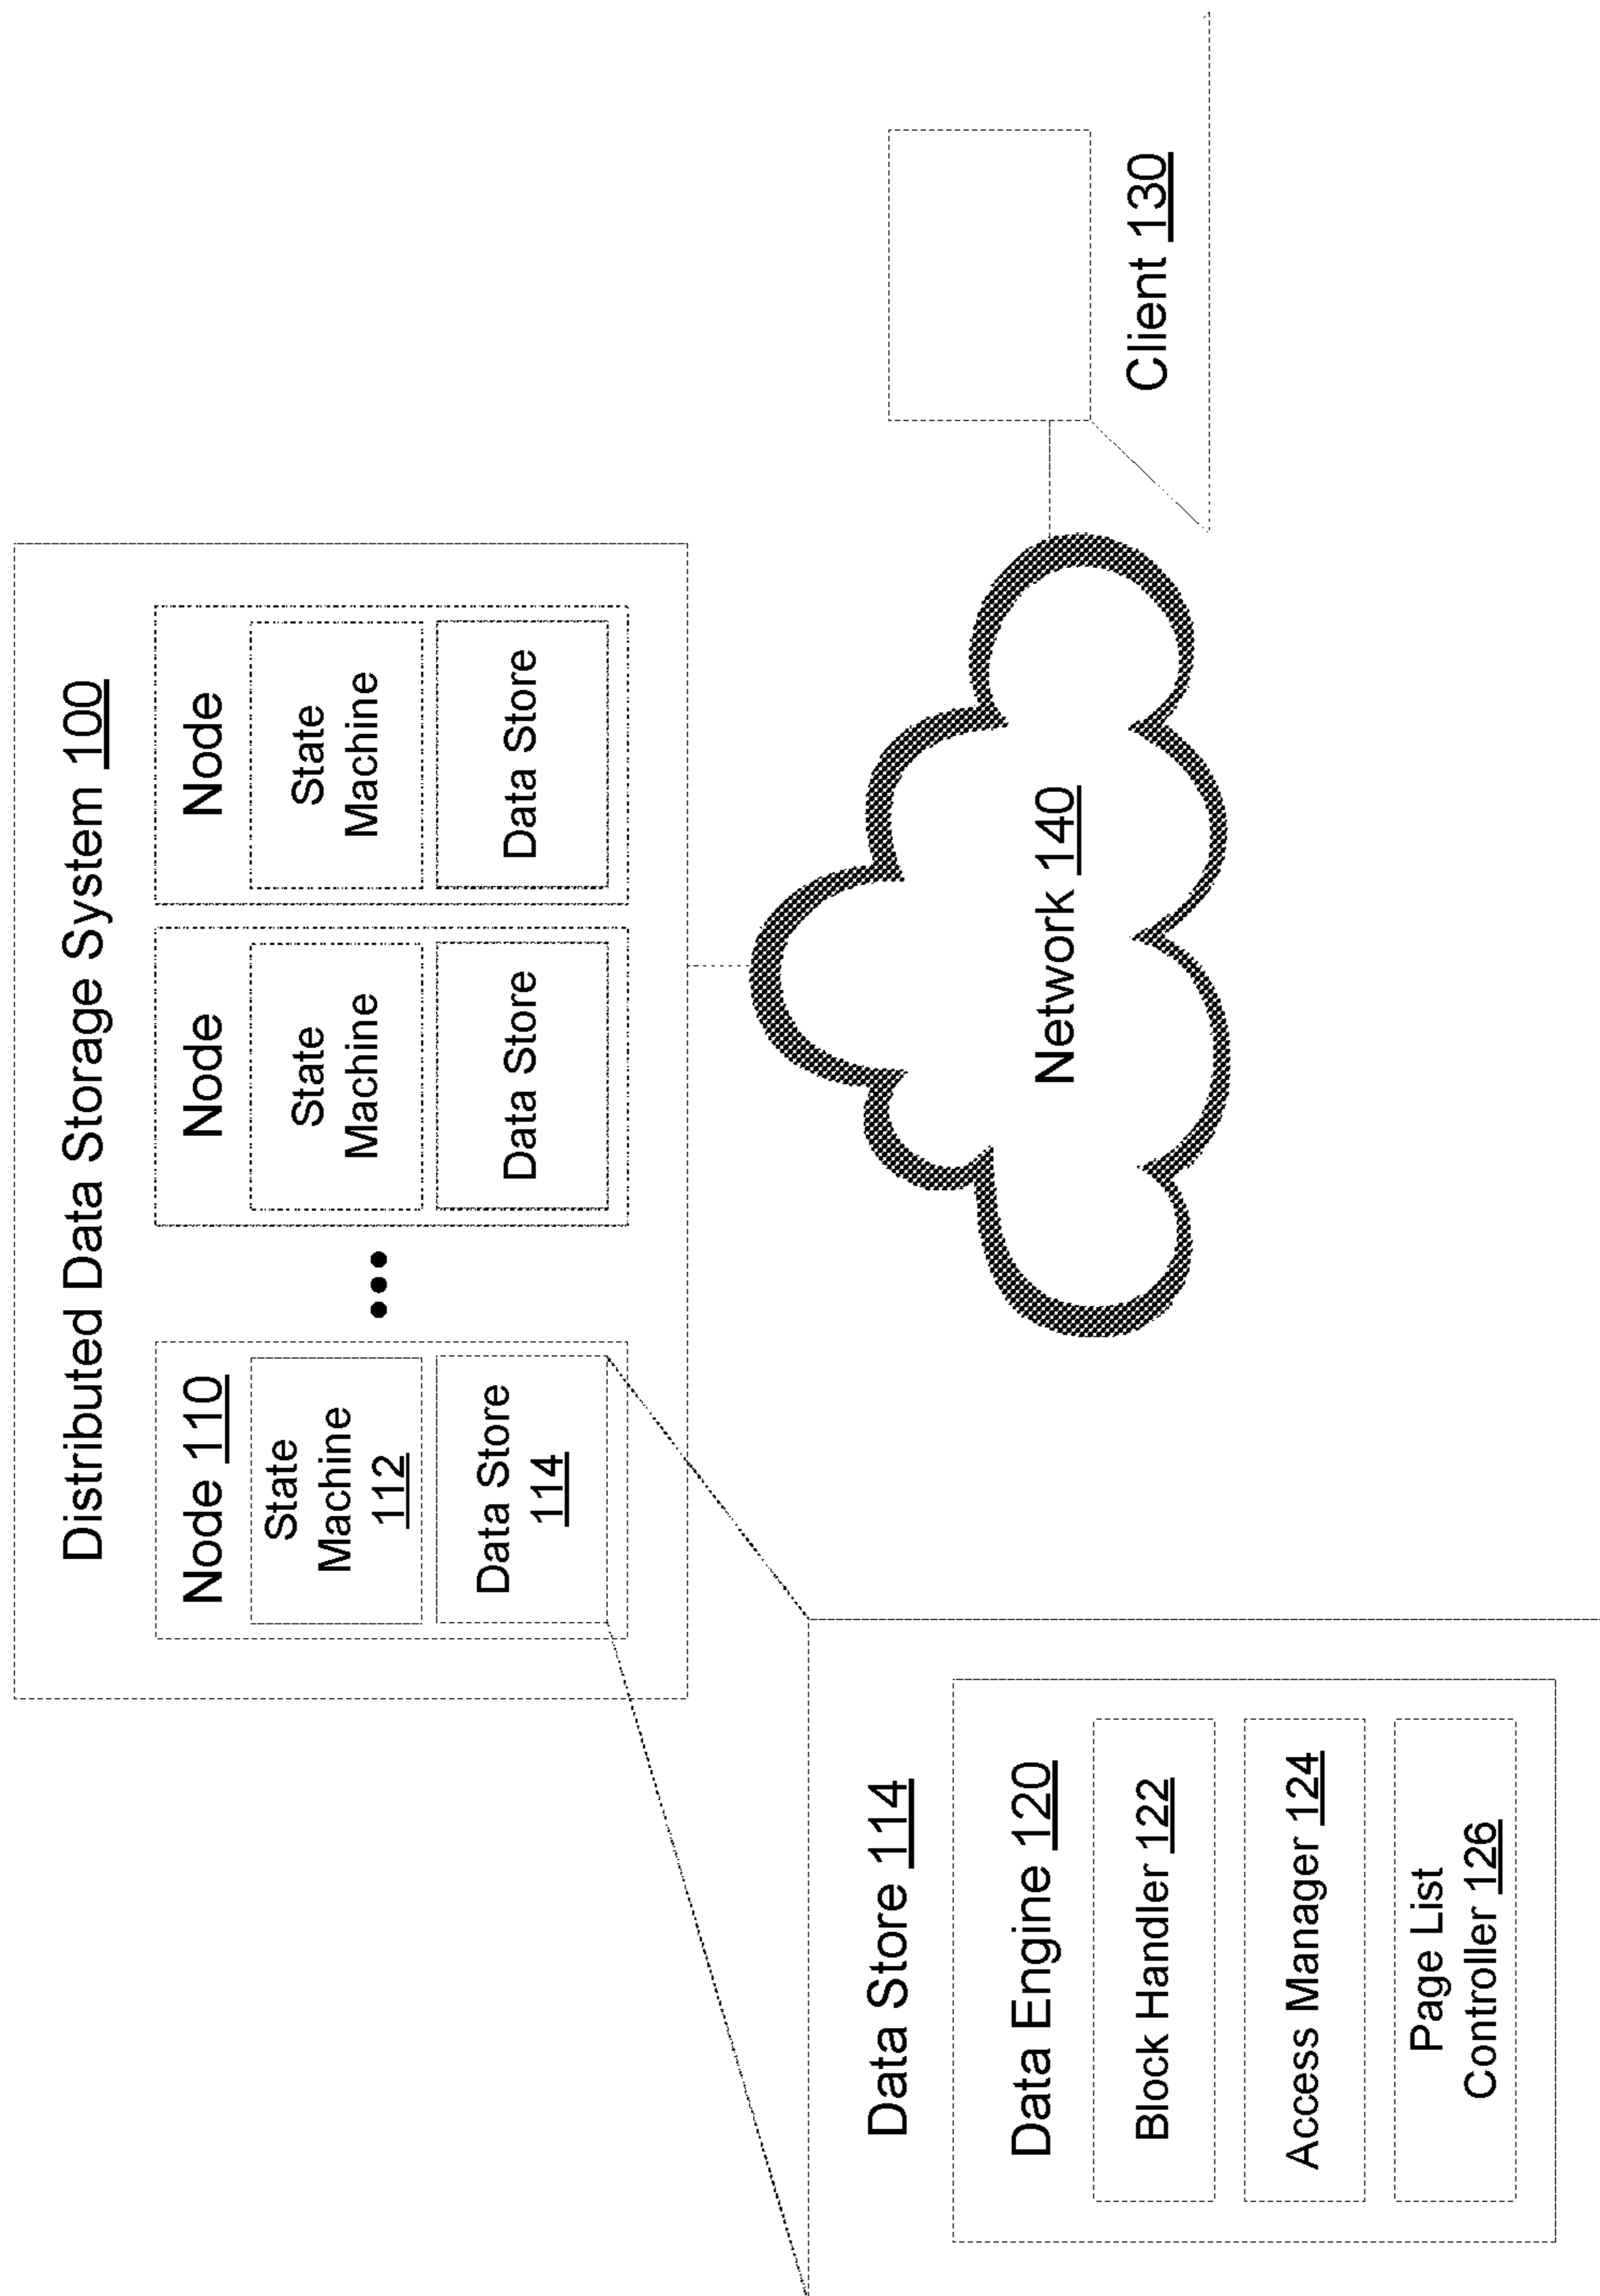 Distributed Data Storage System 100
Node 110
State
Machine
112
Data Store
114
•••
Node
State
Machine
Data Store
Node
State
Machine
Data Store
Data Store 114
Data Engine 120
Block Handler 122
Access Manager 124
Page List
Controller 126
Network 140
Client 130